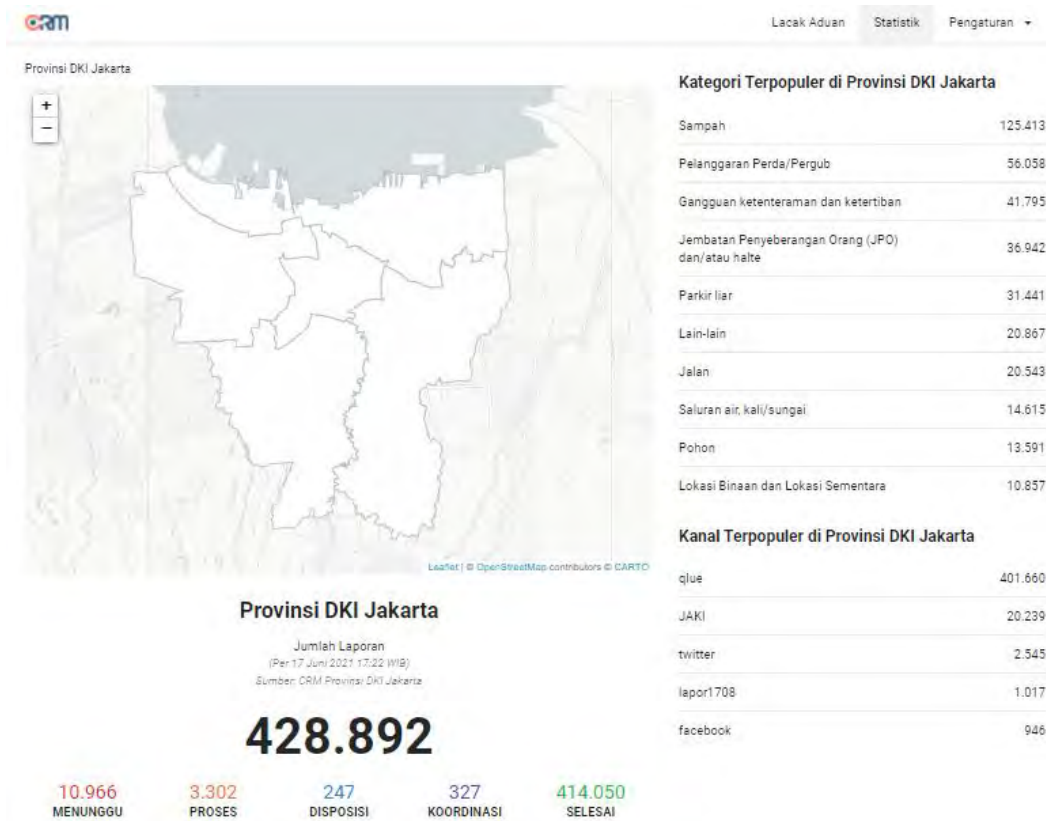 CRM
Lacak Aduan Statistik Pengaturan
Provinsi DKI Jakarta
+
−
Leaflet | © OpenStreetMap contributors © CARTO
Provinsi DKI Jakarta
Jumlah Laporan
(Per 17 Juni 2021 17:22 WIB)
Sumber: CRM Provinsi DKI Jakarta
428.892
10.966 3.302 247 327 414.050
MENUNGGU PROSES DISPOSISI KOORDINASI SELESAI
Kategori Terpopuler di Provinsi DKI Jakarta
Sampah 125.413
Pelanggaran Perda/Pergub 56.058
Gangguan ketenteraman dan ketertiban 41.795
Jembatan Penyeberangan Orang (JPO)
dan/atau halte 36.942
Parkir liar 31.441
Lain-lain 20.867
Jalan 20.543
Saluran air, kali/sungai 14.615
Pohon 13.591
Lokasi Binaan dan Lokasi Sementara 10.857
Kanal Terpopuler di Provinsi DKI Jakarta
qlue 401.660
JAKI 20.239
twitter 2.545
lapor1708 1.017
facebook 946